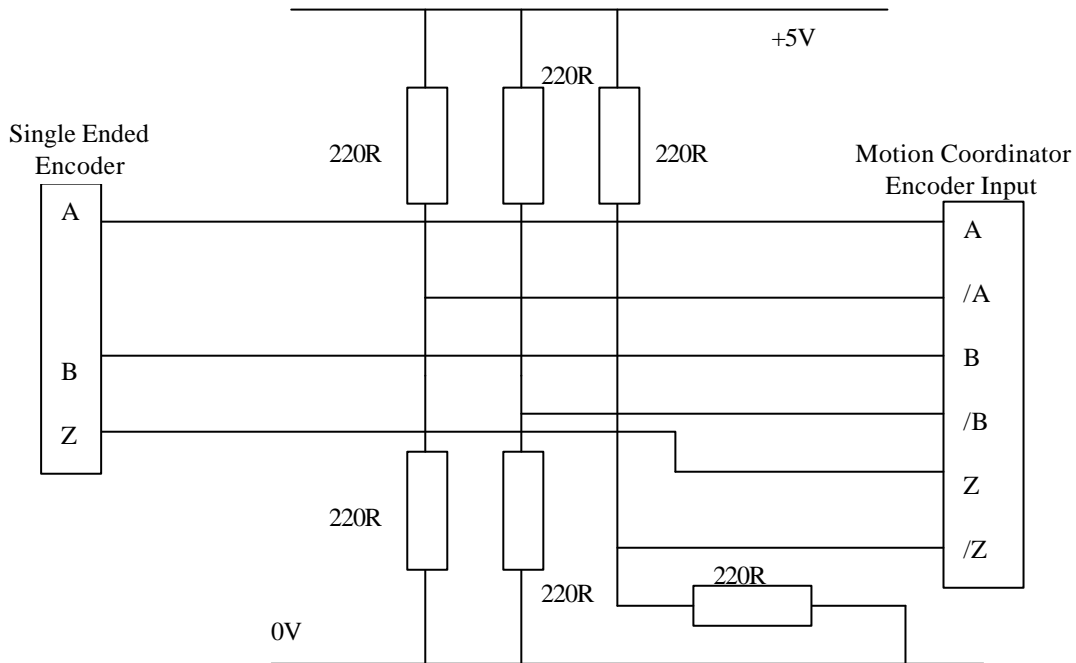 +5V
220R
Single Ended
Encoder
220R
220R
Motion Coordinator
Encoder Input
A
A
/A
B
B
/B
Z
Z
/Z
220R
220R
220R
0V